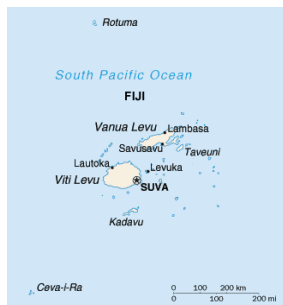 Rotuma
South Pacific Ocean
FIJI
Vanua Levu
Lambasa
Savusavu
Taveuni
Lautoka
Levuka
Viti Levu
SUVA
Kadavu
Ceva-I-Ra
0 100 200 km
0 100 200 mi